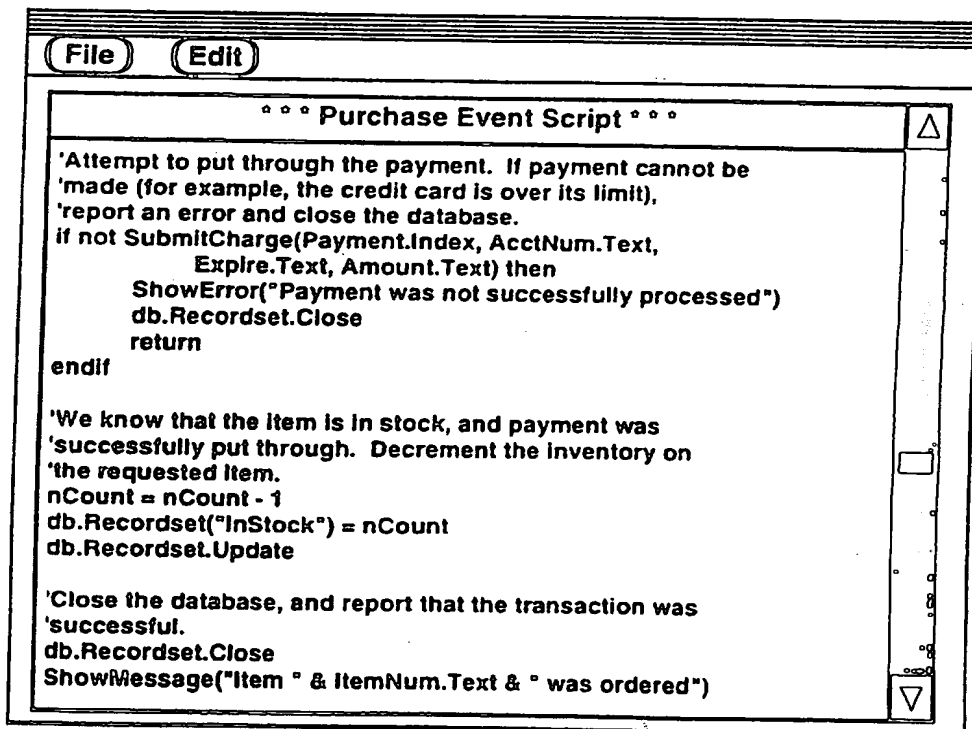 File Edit
° ° ° Purchase Event Script ° ° °
'Attempt to put through the payment. If payment cannot be
'made (for example, the credit card is over its limit),
'report an error and close the database.
if not SubmitCharge(Payment.Index, AcctNum.Text,
Expire.Text, Amount.Text) then
ShowError("Payment was not successfully processed")
db.Recordset.Close
return
endif
'We know that the item is in stock, and payment was
'successfully put through. Decrement the inventory on
'the requested item.
nCount = nCount - 1
db.Recordset("InStock") = nCount
db.Recordset.Update
'Close the database, and report that the transaction was
'successful.
db.Recordset.Close
ShowMessage("Item " & ItemNum.Text & " was ordered")